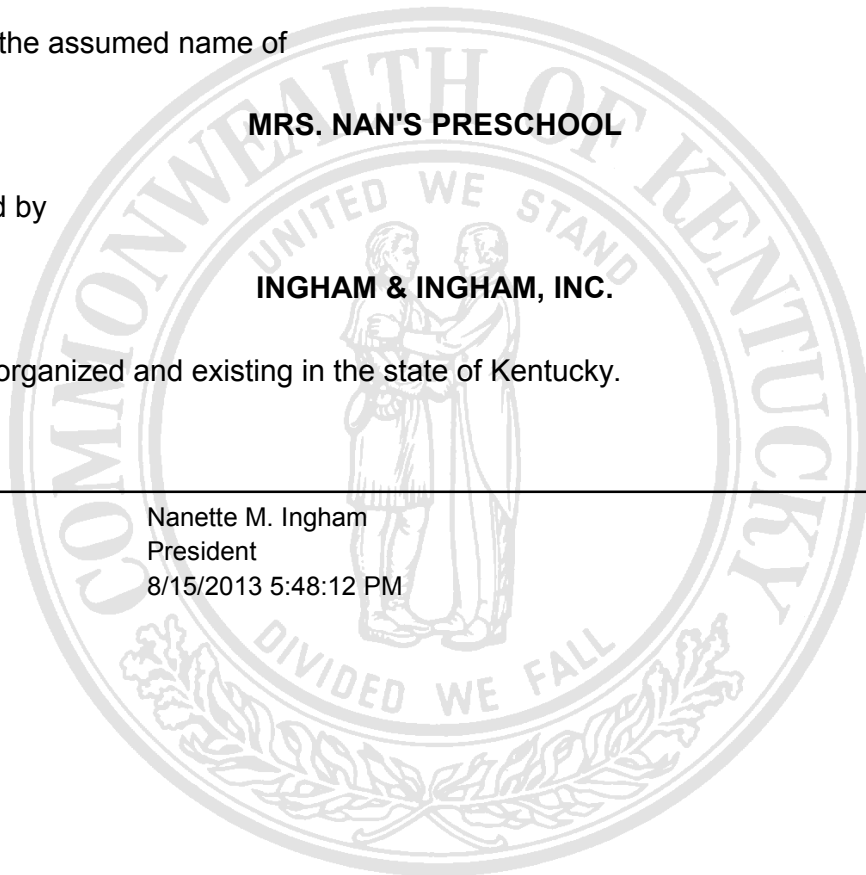 the assumed name of
MRS. NAN'S PRESCHOOL
d by
INGHAM & INGHAM, INC.
organized and existing in the state of Kentucky.
Nanette M. Ingham
President
8/15/2013 5:48:12 PM
COMMONWEALTH OF KENTUCKY
UNITED WE STAND
DIVIDED WE FALL